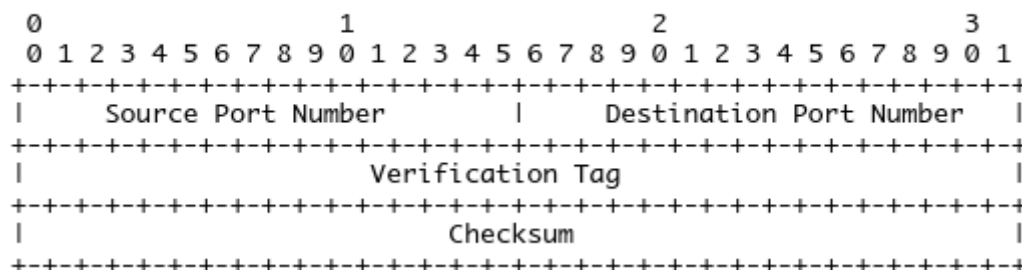 0                   1                   2                   3
0 1 2 3 4 5 6 7 8 9 0 1 2 3 4 5 6 7 8 9 0 1 2 3 4 5 6 7 8 9 0 1
+-+-+-+-+-+-+-+-+-+-+-+-+-+-+-+-+-+-+-+-+-+-+-+-+-+-+-+-+-+-+-+-+
|     Source Port Number        |     Destination Port Number   |
+-+-+-+-+-+-+-+-+-+-+-+-+-+-+-+-+-+-+-+-+-+-+-+-+-+-+-+-+-+-+-+-+
|                      Verification Tag                         |
+-+-+-+-+-+-+-+-+-+-+-+-+-+-+-+-+-+-+-+-+-+-+-+-+-+-+-+-+-+-+-+-+
|                           Checksum                            |
+-+-+-+-+-+-+-+-+-+-+-+-+-+-+-+-+-+-+-+-+-+-+-+-+-+-+-+-+-+-+-+-+